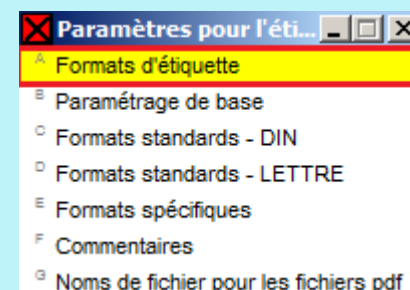 Paramètres pour l'éti...
A Formats d'étiquette
B Paramétrage de base
C Formats standards - DIN
D Formats standards - LETTRE
E Formats spécifiques
F Commentaires
G Noms de fichier pour les fichiers pdf